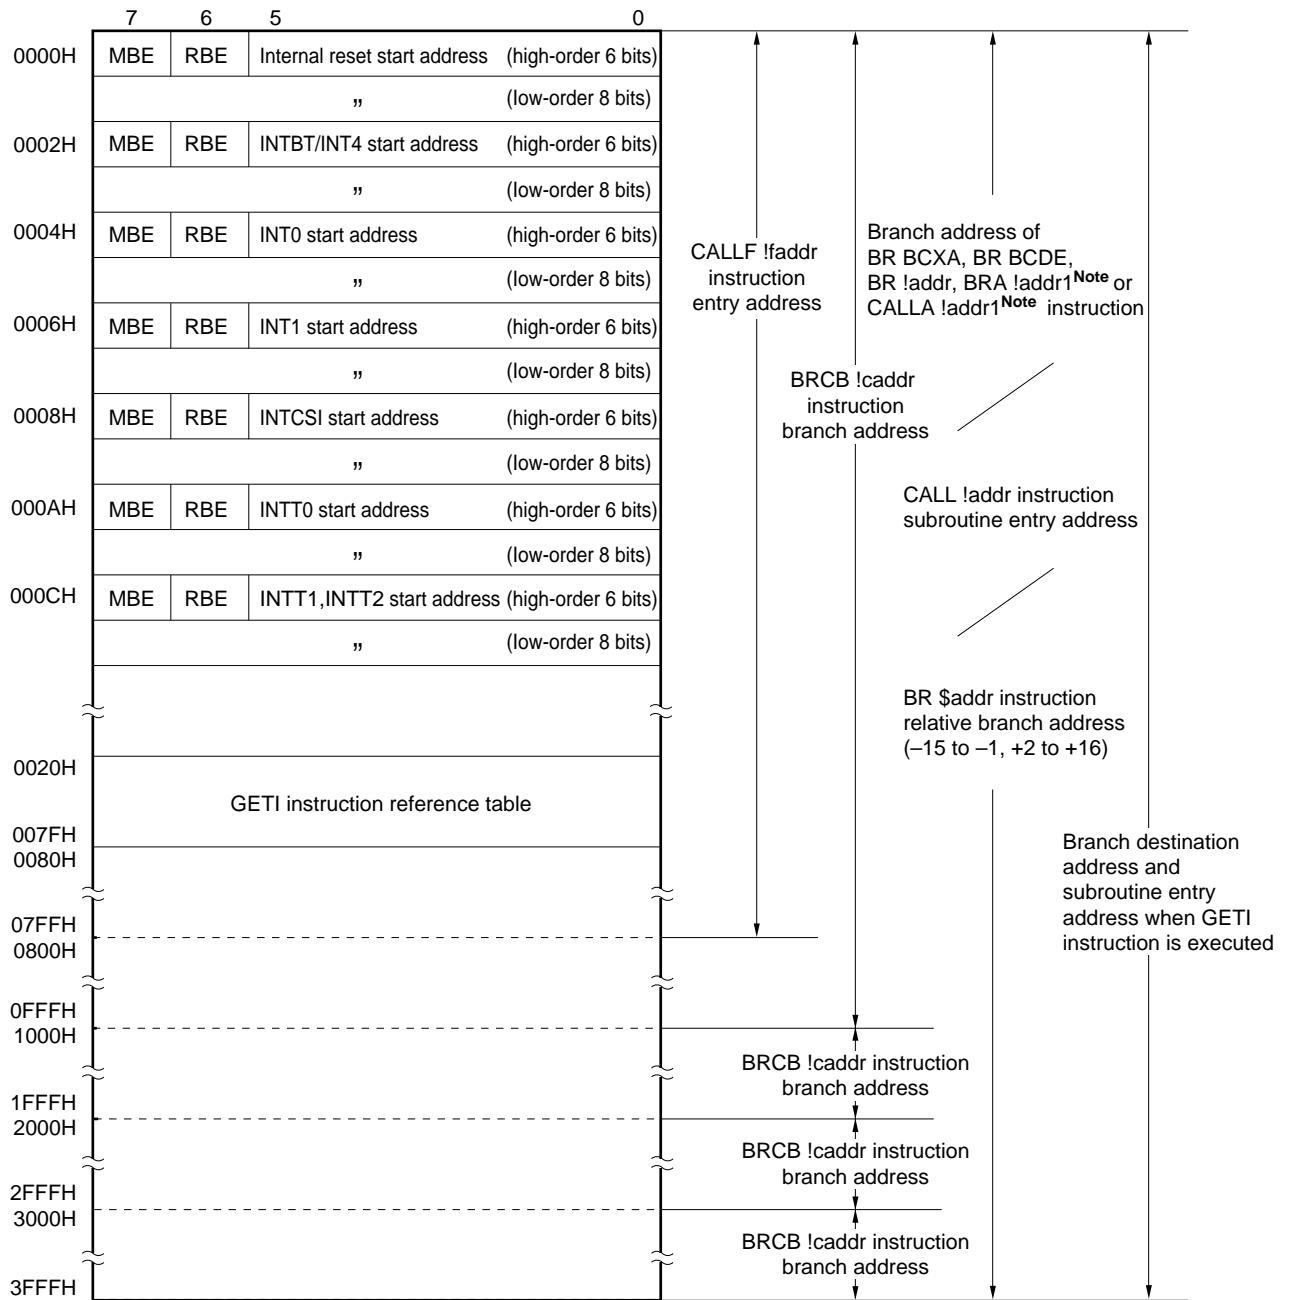 7 6 5 0
0000H MBE RBE Internal reset start address (high-order 6 bits)
〃 (low-order 8 bits)
0002H MBE RBE INTBT/INT4 start address (high-order 6 bits)
〃 (low-order 8 bits)
0004H MBE RBE INT0 start address (high-order 6 bits)
〃 (low-order 8 bits)
0006H MBE RBE INT1 start address (high-order 6 bits)
〃 (low-order 8 bits)
0008H MBE RBE INTCSI start address (high-order 6 bits)
〃 (low-order 8 bits)
000AH MBE RBE INTT0 start address (high-order 6 bits)
〃 (low-order 8 bits)
000CH MBE RBE INTT1,INTT2 start address (high-order 6 bits)
〃 (low-order 8 bits)
0020H
GETI instruction reference table
007FH
0080H
07FFH
0800H
0FFFH
1000H
1FFFH
2000H
2FFFH
3000H
3FFFH
CALLF !faddr
instruction
entry address
BRCB !caddr
instruction
branch address
BRCB !caddr instruction
branch address
BRCB !caddr instruction
branch address
BRCB !caddr instruction
branch address
Branch address of
BR BCXA, BR BCDE,
BR !addr, BRA !addr1Note or
CALLA !addr1Note instruction
CALL !addr instruction
subroutine entry address
BR $addr instruction
relative branch address
(–15 to –1, +2 to +16)
Branch destination
address and
subroutine entry
address when GETI
instruction is executed